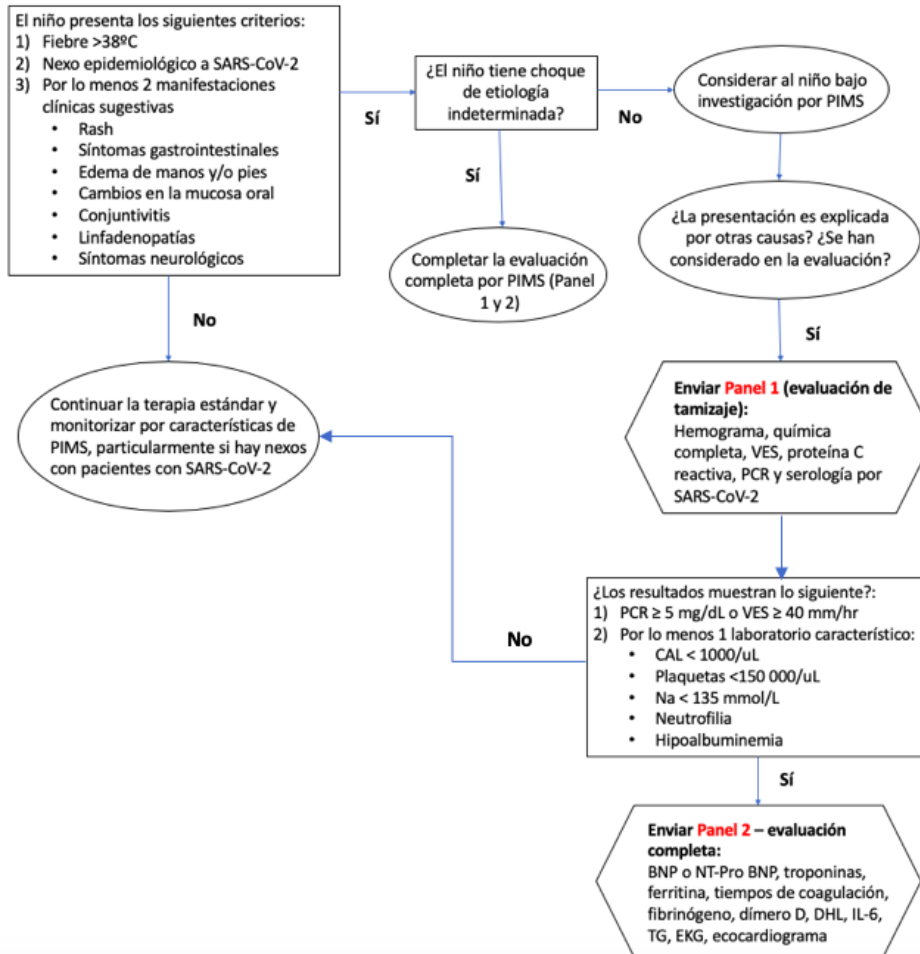 El niño presenta los siguientes criterios:
1) Fiebre >38ºC
2) Nexo epidemiológico a SARS-CoV-2
3) Por lo menos 2 manifestaciones
clínicas sugestivas
• Rash
• Síntomas gastrointestinales
• Edema de manos y/o pies
• Cambios en la mucosa oral
• Conjuntivitis
• Linfadenopatías
• Síntomas neurológicos
Sí
¿El niño tiene choque
de etiología
indeterminada?
No
Considerar al niño bajo
investigación por PIMS
Sí
Completar la evaluación
completa por PIMS (Panel
1 y 2)
¿La presentación es explicada
por otras causas? ¿Se han
considerado en la evaluación?
No
Sí
Continuar la terapia estándar y
monitorizar por características de
PIMS, particularmente si hay nexos
con pacientes con SARS-CoV-2
Enviar Panel 1 (evaluación de
tamizaje):
Hemograma, química
completa, VES, proteína C
reactiva, PCR y serología por
SARS-CoV-2
¿Los resultados muestran lo siguiente?:
1) PCR ≥ 5 mg/dL o VES ≥ 40 mm/hr
2) Por lo menos 1 laboratorio característico:
• CAL < 1000/uL
• Plaquetas <150 000/uL
• Na < 135 mmol/L
• Neutrofilia
• Hipoalbuminemia
No
Sí
Enviar Panel 2 – evaluación
completa:
BNP o NT-Pro BNP, troponinas,
ferritina, tiempos de coagulación,
fibrinógeno, dímero D, DHL, IL-6,
TG, EKG, ecocardiograma